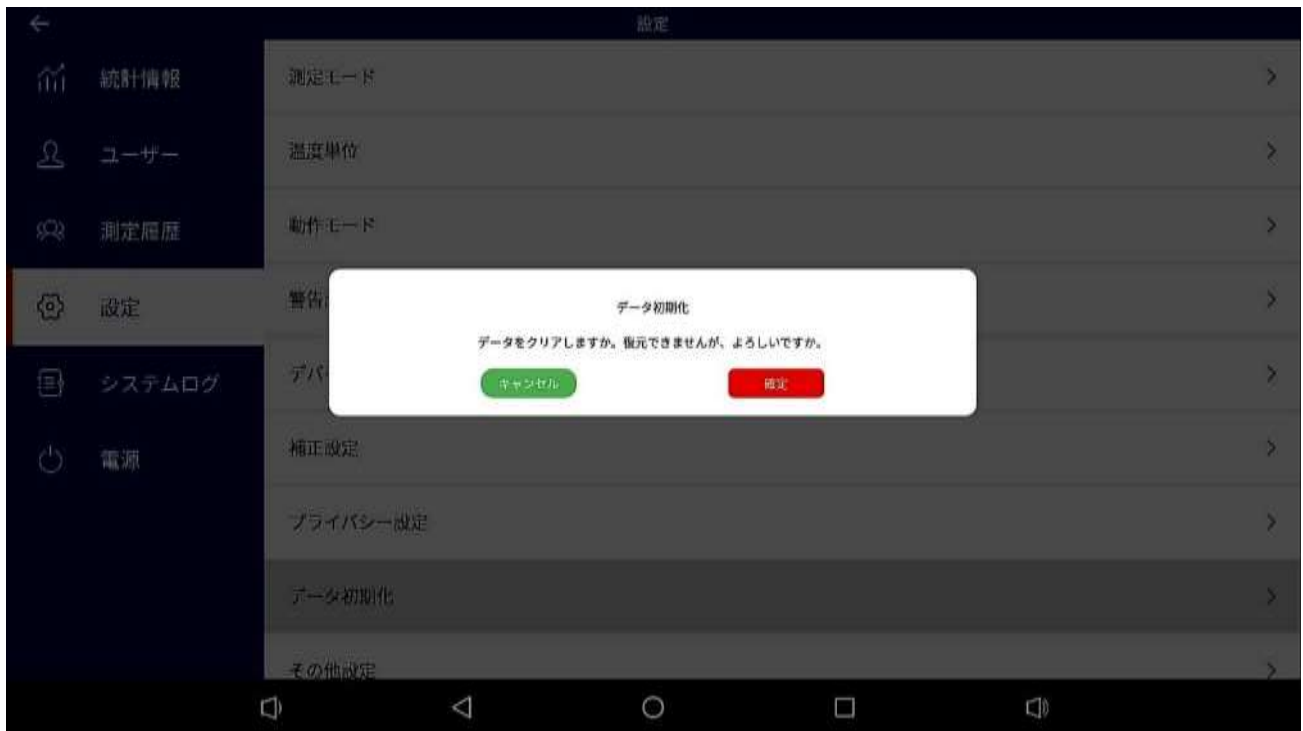 設定
統計情報
ユーザー
測定履歴
設定
システムログ
電源
測定モード
温度単位
動作モード
警告
デバ
補正設定
プライバシー設定
データ初期化
その他設定
データ初期化
データをクリアしますか。復元できませんが、よろしいですか。
キャンセル
確定